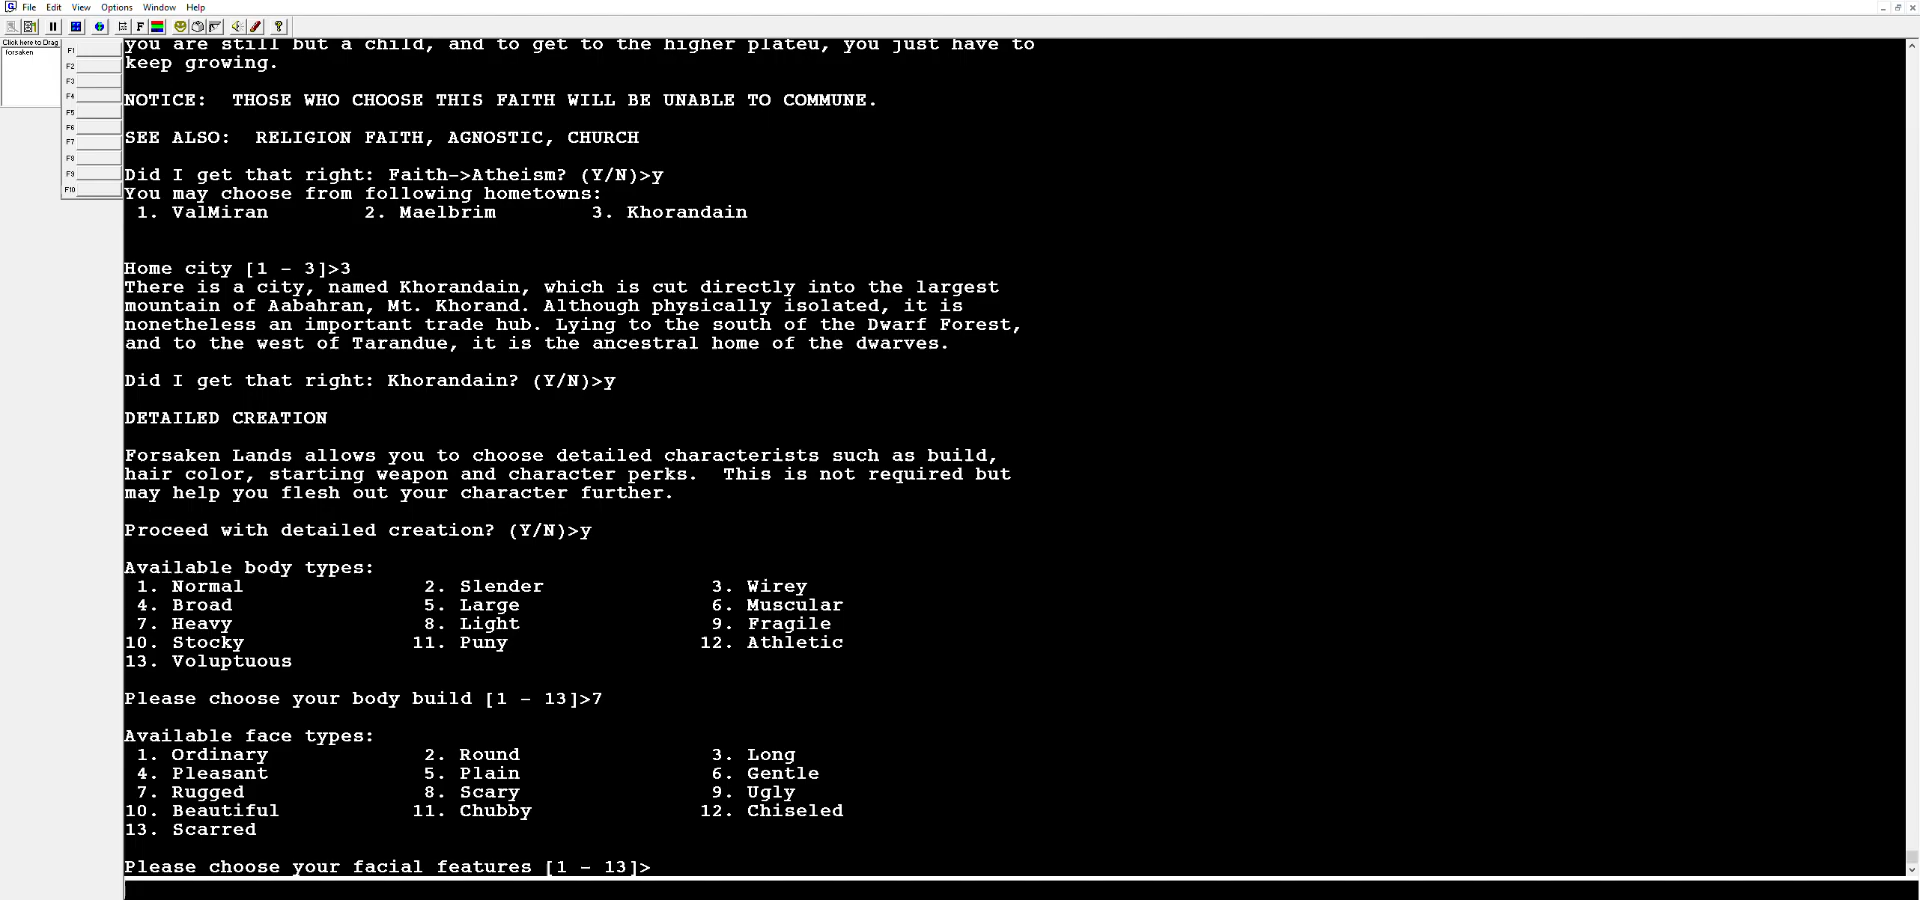 File Edit View Options Window Help
Click here to Drag
forsaken
F1
F2
F3
F4
F5
F6
F7
F8
F9
F10
you are still but a child, and to get to the higher plateu, you just have to
keep growing.
NOTICE: THOSE WHO CHOOSE THIS FAITH WILL BE UNABLE TO COMMUNE.
SEE ALSO: RELIGION FAITH, AGNOSTIC, CHURCH
Did I get that right: Faith->Atheism? (Y/N)>y
You may choose from following hometowns:
1. ValMiran 2. Maelbrim 3. Khorandain
Home city [1 - 3]>3
There is a city, named Khorandain, which is cut directly into the largest
mountain of Aabahran, Mt. Khorand. Although physically isolated, it is
nonetheless an important trade hub. Lying to the south of the Dwarf Forest,
and to the west of Tarandue, it is the ancestral home of the dwarves.
Did I get that right: Khorandain? (Y/N)>y
DETAILED CREATION
Forsaken Lands allows you to choose detailed characterists such as build,
hair color, starting weapon and character perks. This is not required but
may help you flesh out your character further.
Proceed with detailed creation? (Y/N)>y
Available body types:
1. Normal 2. Slender 3. Wirey
4. Broad 5. Large 6. Muscular
7. Heavy 8. Light 9. Fragile
10. Stocky 11. Puny 12. Athletic
13. Voluptuous
Please choose your body build [1 - 13]>7
Available face types:
1. Ordinary 2. Round 3. Long
4. Pleasant 5. Plain 6. Gentle
7. Rugged 8. Scary 9. Ugly
10. Beautiful 11. Chubby 12. Chiseled
13. Scarred
Please choose your facial features [1 - 13]>